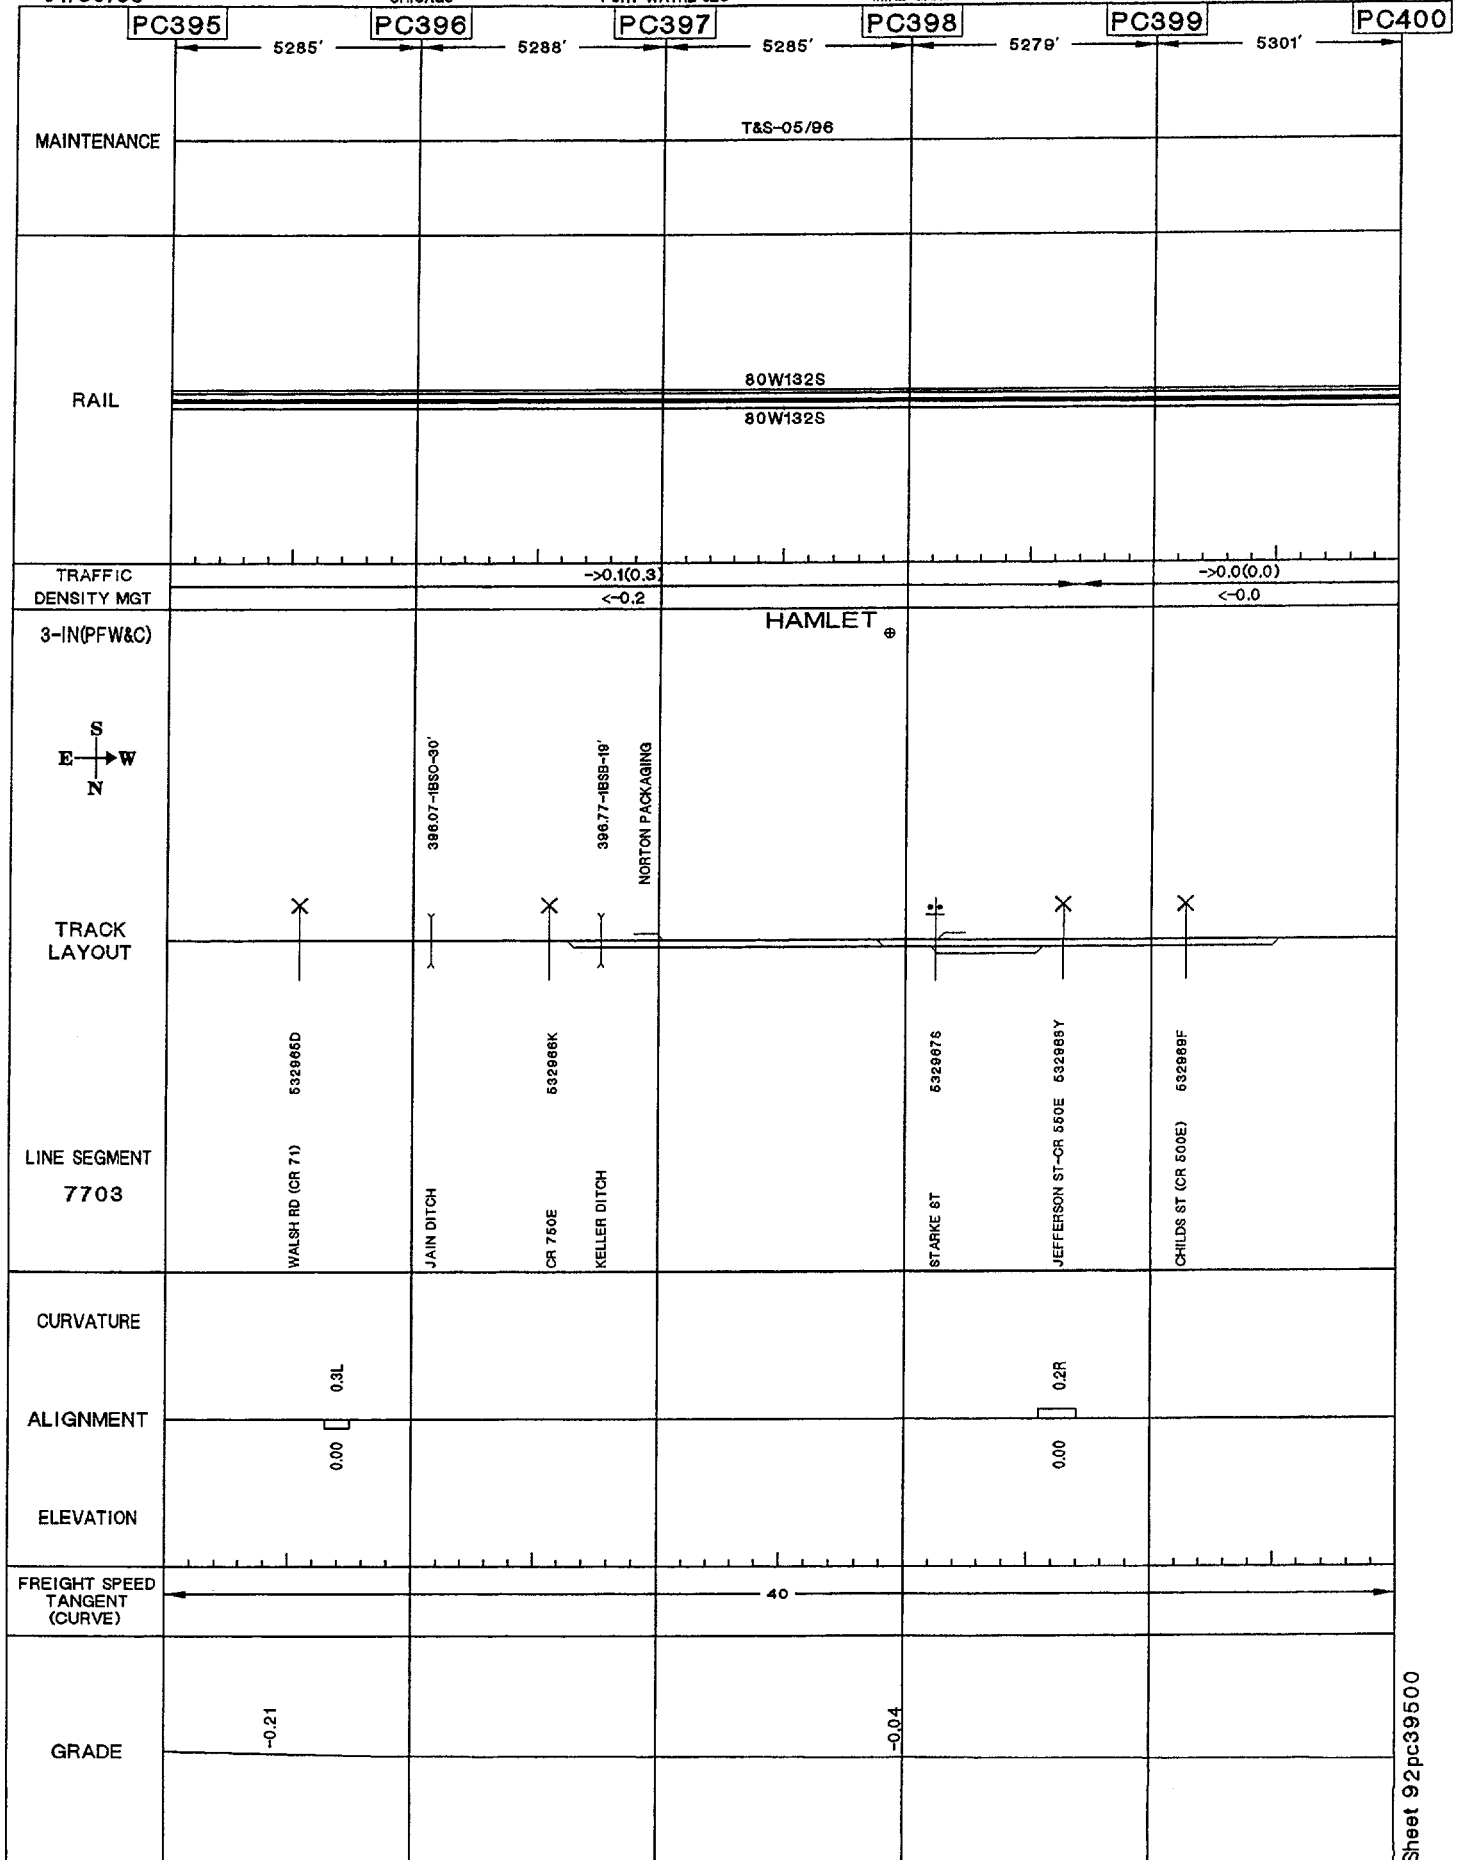 PC395 PC396 PC397 PC398 PC399 PC400
5285' 5288' 5285' 5279' 5301'
MAINTENANCE
T&S-05/96
RAIL
80W132S
80W132S
TRAFFIC
DENSITY MGT
->0.1(0.3)
<-0.2
->0.0(0.0)
<-0.0
3-IN(PFW&C)
HAMLET
S
E W
N
396.07-1BSO-30'
396.77-1BSB-19'
NORTON PACKAGING
TRACK
LAYOUT
532965D
532966K
532967S
532968Y
532969F
LINE SEGMENT
7703
WALSH RD (CR 71)
JAIN DITCH
CR 750E
KELLER DITCH
STARKE ST
JEFFERSON ST-CR 550E
CHILDS ST (CR 500E)
CURVATURE
0.3L
0.2R
ALIGNMENT
0.00
0.00
ELEVATION
FREIGHT SPEED
TANGENT
(CURVE)
40
GRADE
-0.21
-0.04
Sheet 92pc39500